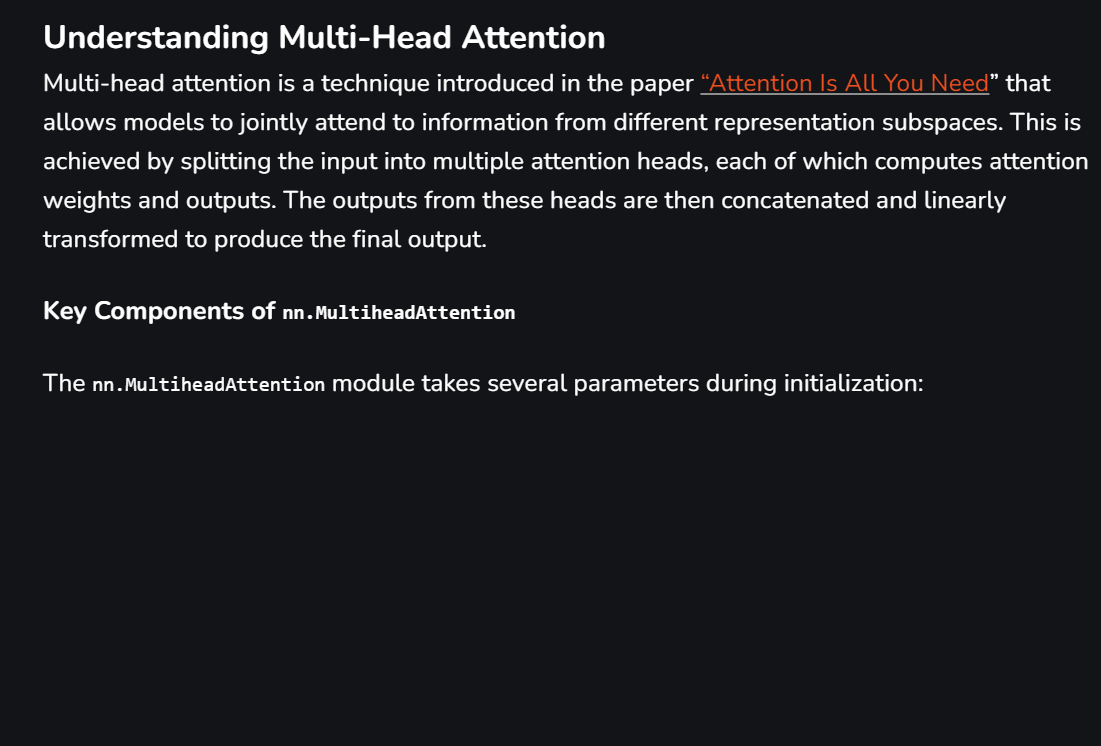 Understanding Multi-Head Attention
Multi-head attention is a technique introduced in the paper “Attention Is All You Need” that
allows models to jointly attend to information from different representation subspaces. This is
achieved by splitting the input into multiple attention heads, each of which computes attention
weights and outputs. The outputs from these heads are then concatenated and linearly
transformed to produce the final output.
Key Components of nn.MultiheadAttention
The nn.MultiheadAttention module takes several parameters during initialization: